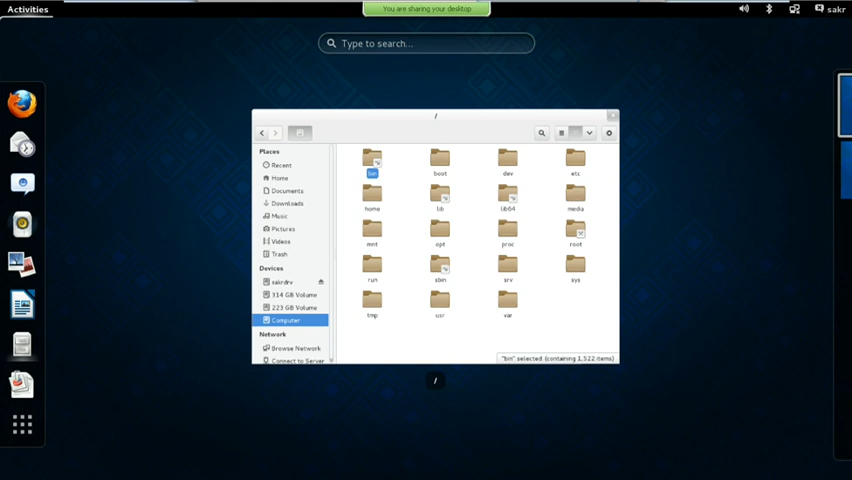 Activities
You are sharing your desktop
sakr
Type to search...
/
Places
Recent
Home
Documents
Downloads
Music
Pictures
Videos
Trash
Devices
sakrdrv
314 GB Volume
223 GB Volume
Computer
Network
Browse Network
Connect to Server
bin boot dev etc
home lib lib64 media
mnt opt proc root
run sbin srv sys
tmp usr var
"bin" selected (containing 1,522 items)
/